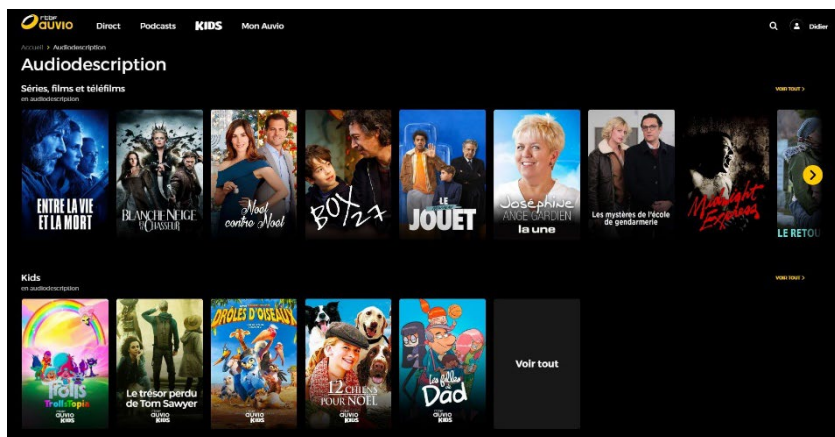 rtbf
auvio Direct Podcasts KIDS Mon Auvio Didier
Accueil > Audiodescription
Audiodescription
Séries, films et téléfilms VOIR TOUT >
en audiodescription
ENTRE LA VIE
ET LA MORT
BLANCHE NEIGE
ET LE CHASSEUR
Noel
contre Noel
BOX 27
LE
JOUET
Joséphine
ANGE GARDIEN
la une
Les mystères de l'école
de gendarmerie
Midnight
Express
LE RETOU
Kids VOIR TOUT >
en audiodescription
Trolls
TrollsTopia
auvio
KIDS
Le trésor perdu
de Tom Sawyer
auvio
KIDS
DRÔLES D'OISEAUX
auvio
KIDS
12 CHIENS
POUR NOËL
auvio
KIDS
Les filles
de
Dad
auvio
KIDS
Voir tout